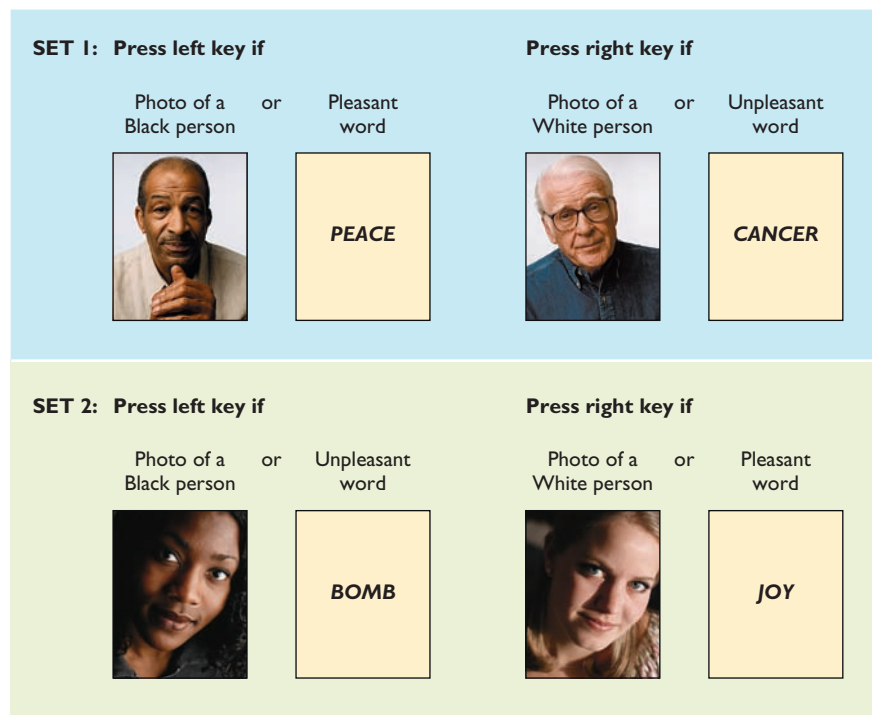 SET 1: Press left key if Press right key if
Photo of a or Pleasant Photo of a or Unpleasant
Black person word White person word
PEACE CANCER
SET 2: Press left key if Press right key if
Photo of a or Unpleasant Photo of a or Pleasant
Black person word White person word
BOMB JOY